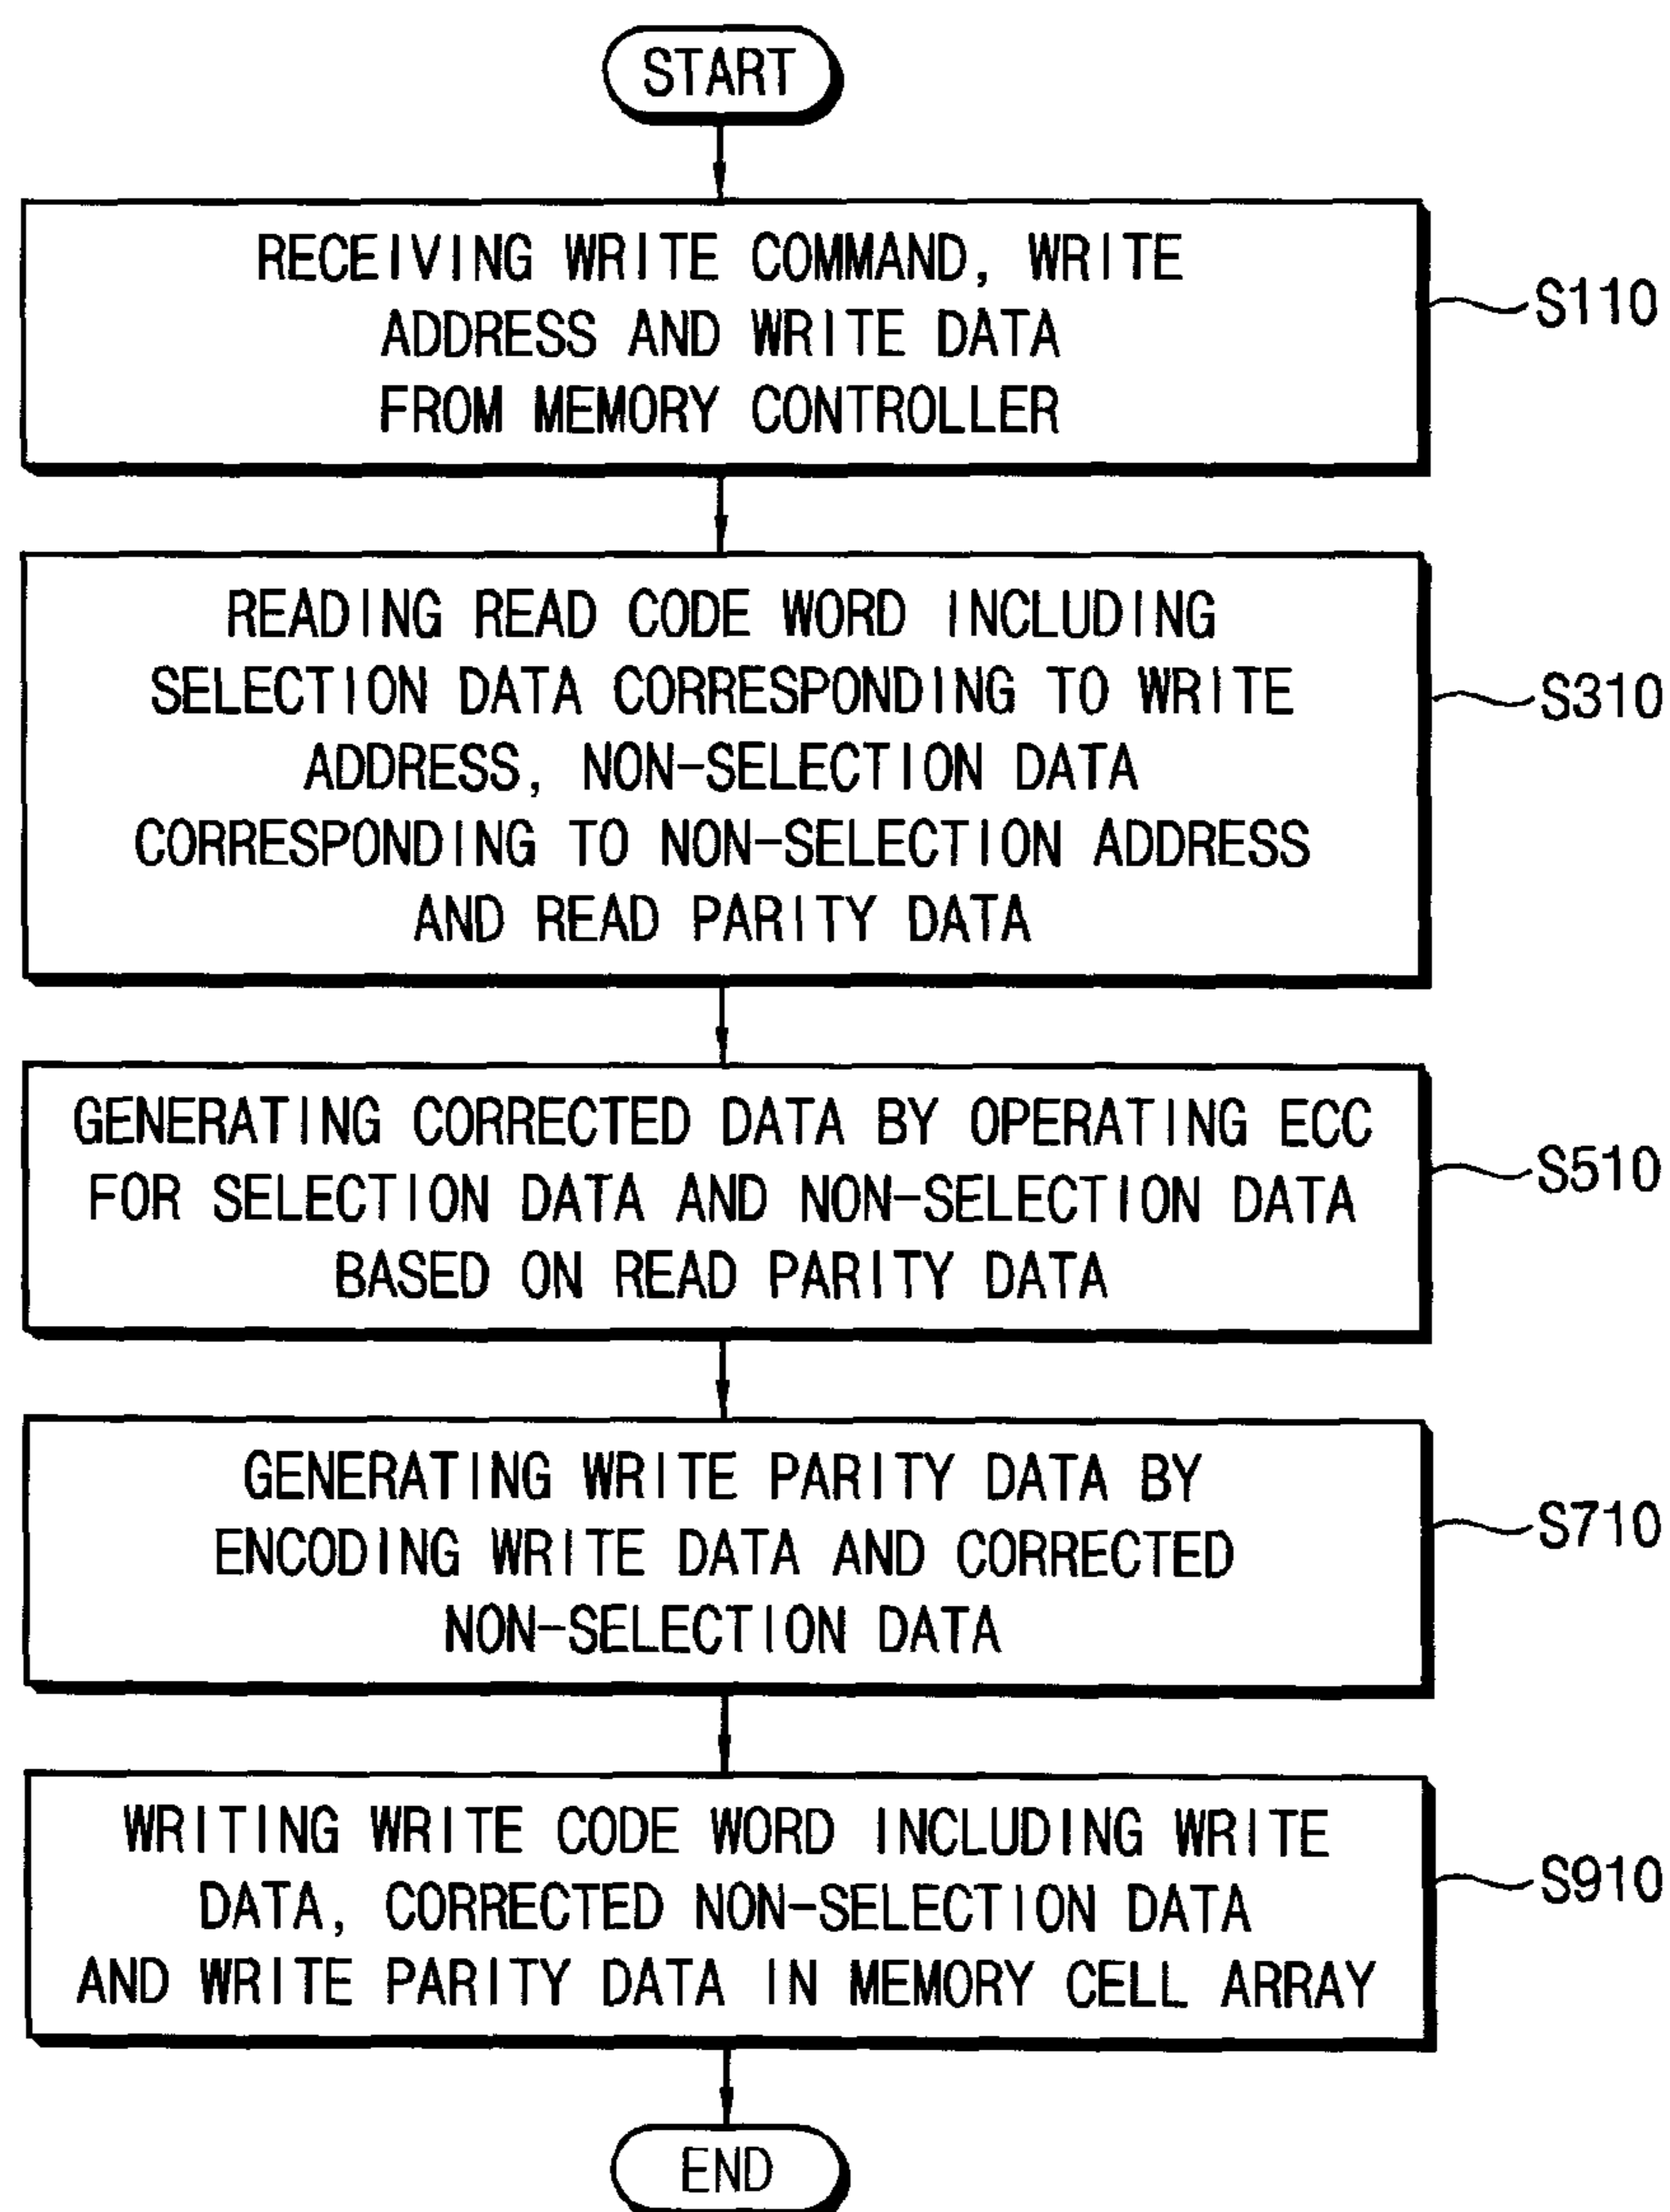 START
RECEIVING WRITE COMMAND, WRITE
ADDRESS AND WRITE DATA
FROM MEMORY CONTROLLER
S110
READING READ CODE WORD INCLUDING
SELECTION DATA CORRESPONDING TO WRITE
ADDRESS, NON-SELECTION DATA
CORRESPONDING TO NON-SELECTION ADDRESS
AND READ PARITY DATA
S310
GENERATING CORRECTED DATA BY OPERATING ECC
FOR SELECTION DATA AND NON-SELECTION DATA
BASED ON READ PARITY DATA
S510
GENERATING WRITE PARITY DATA BY
ENCODING WRITE DATA AND CORRECTED
NON-SELECTION DATA
S710
WRITING WRITE CODE WORD INCLUDING WRITE
DATA, CORRECTED NON-SELECTION DATA
AND WRITE PARITY DATA IN MEMORY CELL ARRAY
S910
END